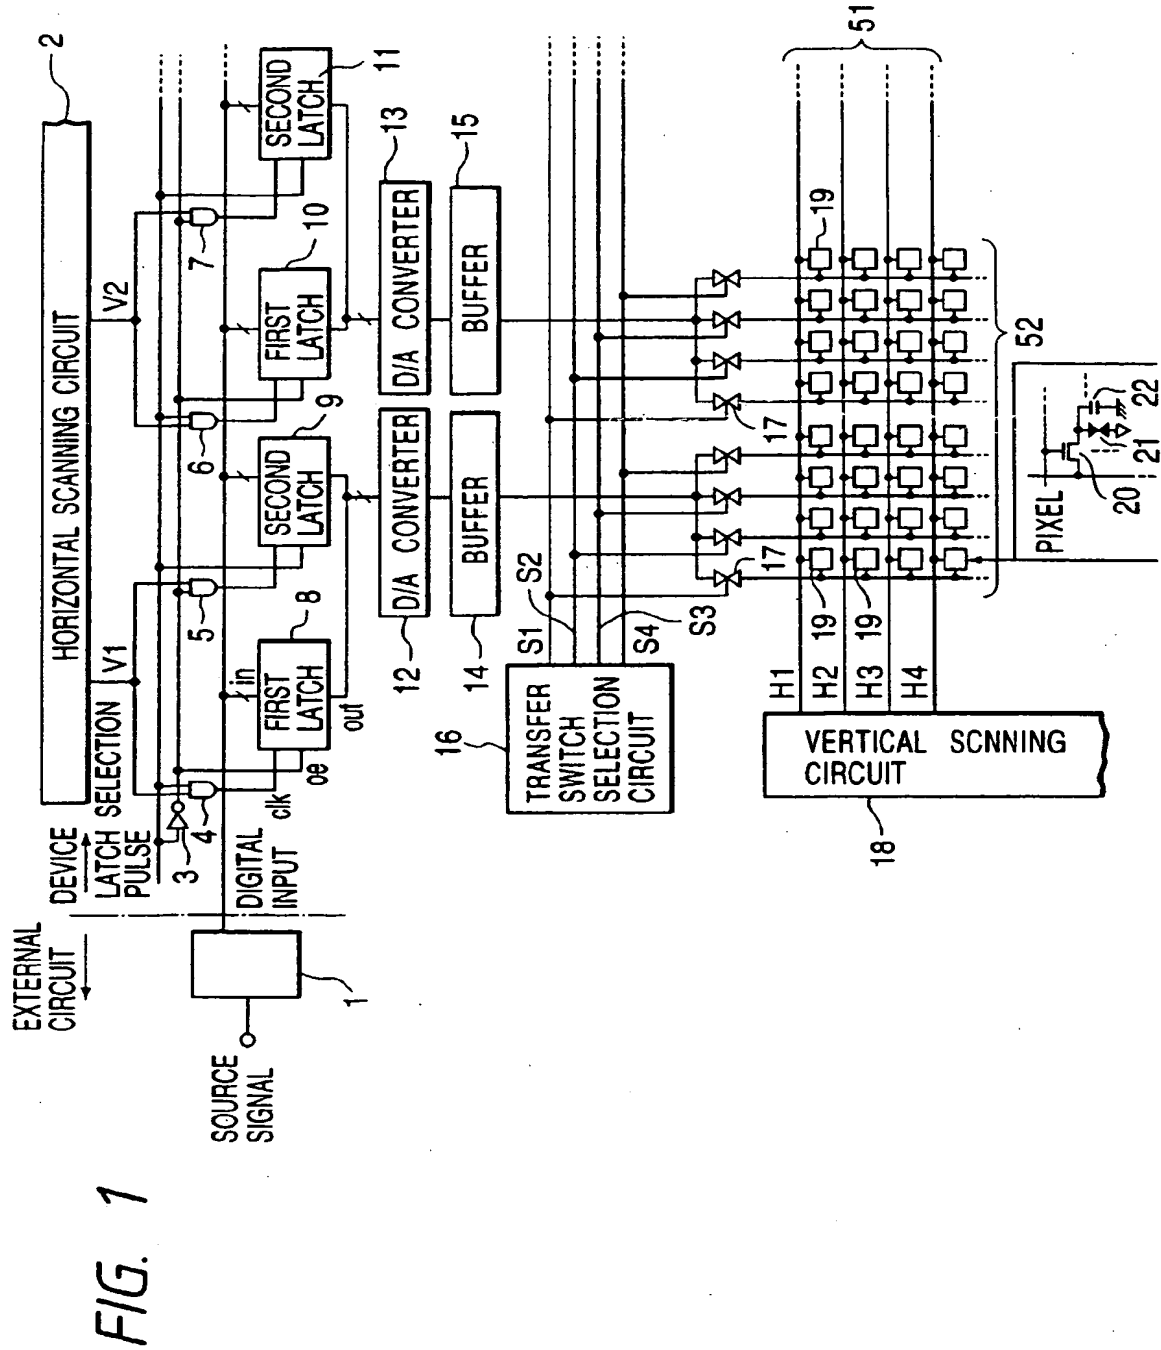 FIG. 1
EXTERNAL
CIRCUIT
DEVICE
SOURCE
SIGNAL
1
DIGITAL
INPUT
LATCH SELECTION
PULSE
HORIZONTAL SCANNING CIRCUIT
2
V1
V2
3
4
5
6
7
clk
oe
in
out
FIRST
LATCH
8
SECOND
LATCH
9
FIRST
LATCH
10
SECOND
LATCH
11
D/A CONVERTER
12
D/A CONVERTER
13
BUFFER
14
BUFFER
15
TRANSFER
SWITCH
SELECTION
CIRCUIT
16
S1
S2
S4
S3
17
17
VERTICAL SCNNING
CIRCUIT
18
H1
H2
H3
H4
19
19
19
51
52
PIXEL
20
21
22